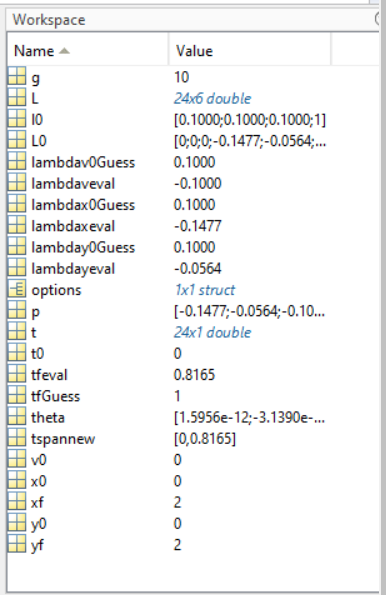 Workspace
Name Value
g 10
L 24x6 double
l0 [0.1000;0.1000;0.1000;1]
L0 [0;0;0;-0.1477;-0.0564;...
lambdav0Guess 0.1000
lambdaveval -0.1000
lambdax0Guess 0.1000
lambdaxeval -0.1477
lambday0Guess 0.1000
lambdayeval -0.0564
options 1x1 struct
p [-0.1477;-0.0564;-0.10...
t 24x1 double
t0 0
tfeval 0.8165
tfGuess 1
theta [1.5956e-12;-3.1390e-...
tspannew [0,0.8165]
v0 0
x0 0
xf 2
y0 0
yf 2